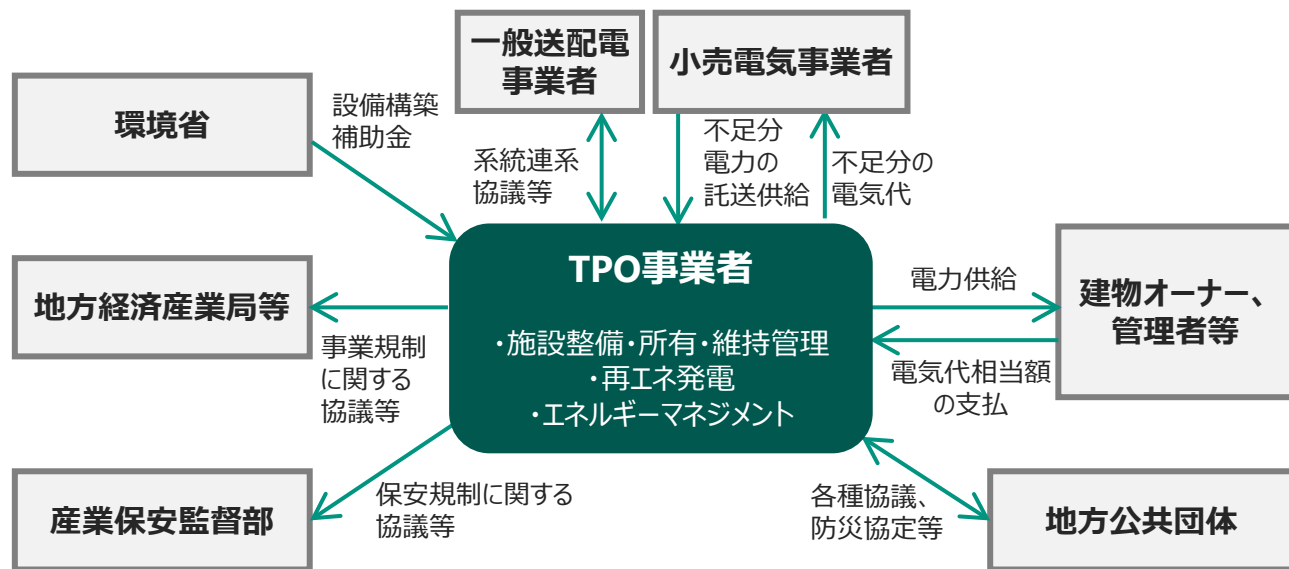 一般送配電
事業者
小売電気事業者
環境省
設備構築
補助金
系統連系
協議等
不足分
電力の
託送供給
不足分の
電気代
TPO事業者
・施設整備・所有・維持管理
・再エネ発電
・エネルギーマネジメント
地方経済産業局等
事業規制
に関する
協議等
電力供給
建物オーナー、
管理者等
電気代相当額
の支払
産業保安監督部
保安規制に関する
協議等
各種協議、
防災協定等
地方公共団体